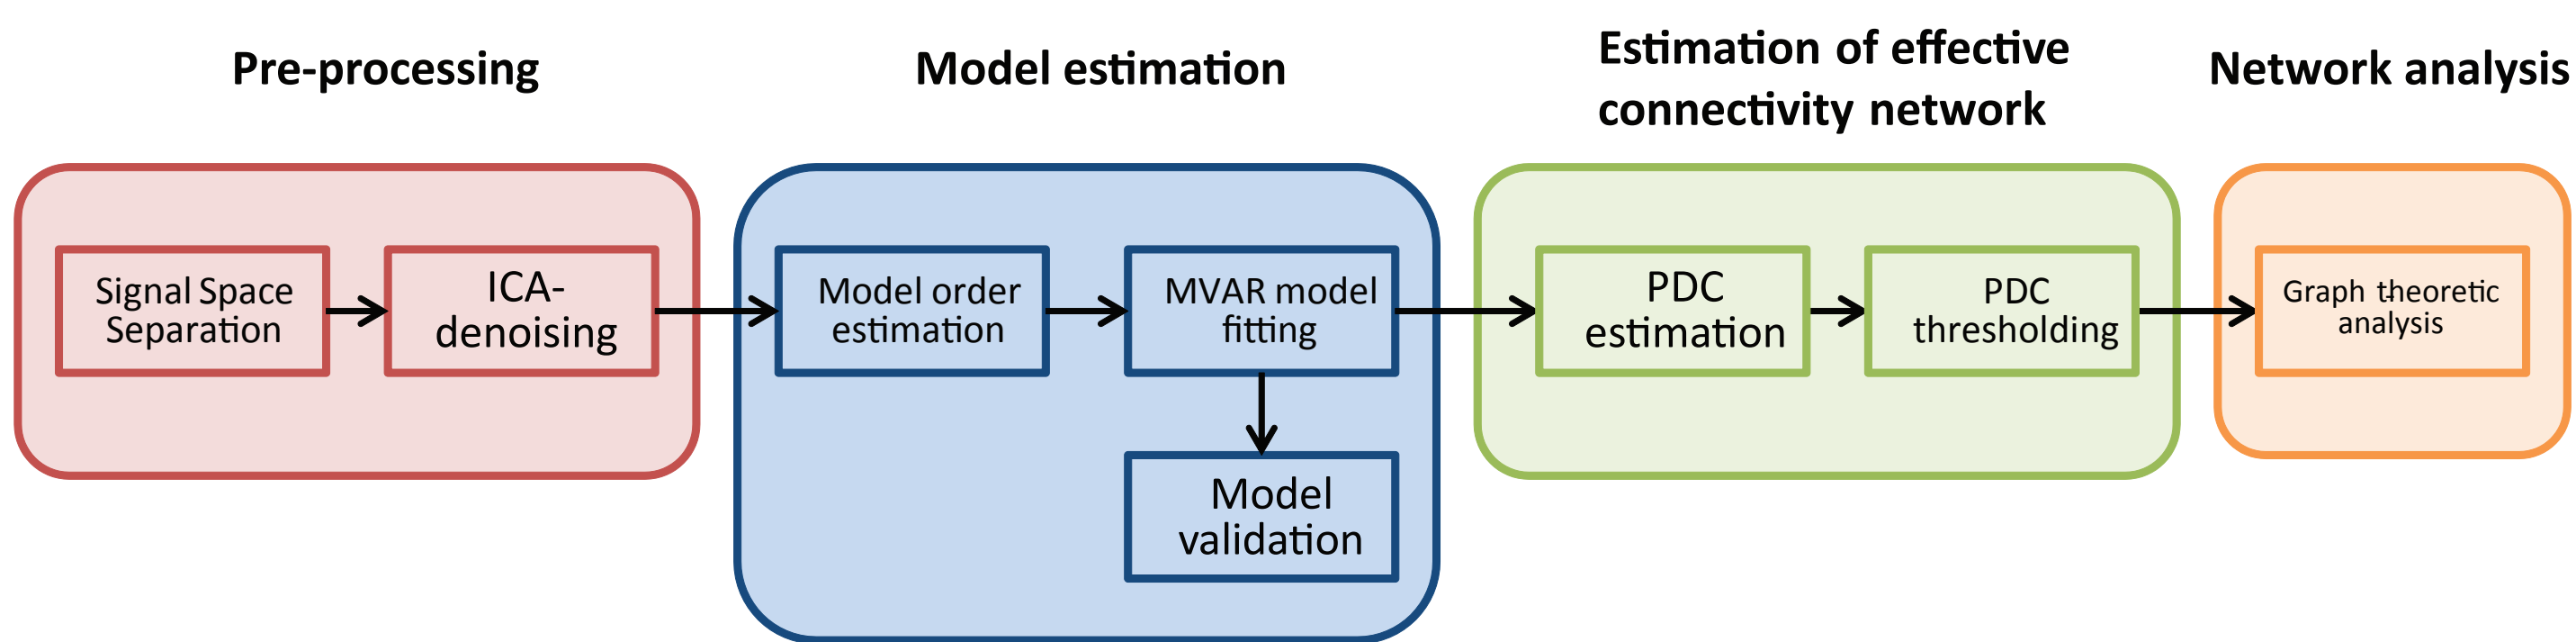 Pre-processing
Model estimation
Estimation of effective
connectivity network
Network analysis
Signal Space
Separation
ICA-
denoising
Model order
estimation
MVAR model
fitting
Model
validation
PDC
estimation
PDC
thresholding
Graph theoretic
analysis